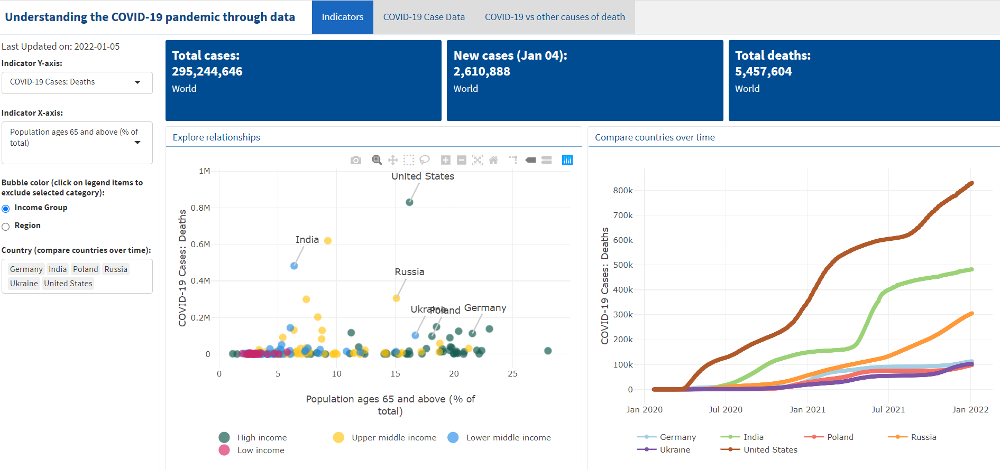 Understanding the COVID-19 pandemic through data
Indicators
COVID-19 Case Data
COVID-19 vs other causes of death
Last Updated on: 2022-01-05
Indicator Y-axis:
COVID-19 Cases: Deaths
Indicator X-axis:
Population ages 65 and above (% of
total)
Bubble color (click on legend items to
exclude selected category):
Income Group
Region
Country (compare countries over time):
Germany India Poland Russia
Ukraine United States
Total cases:
295,244,646
World
New cases (Jan 04):
2,610,888
World
Total deaths:
5,457,604
World
Explore relationships
1M
0.8M
0.6M
0.4M
0.2M
0
COVID-19 Cases: Deaths
United States
India
Russia
Ukraine
Poland
Germany
0 5 10 15 20 25
Population ages 65 and above (% of
total)
High income
Upper middle income
Lower middle income
Low income
Compare countries over time
800k
700k
600k
500k
400k
300k
200k
100k
0
COVID-19 Cases: Deaths
Jan 2020 Jul 2020 Jan 2021 Jul 2021 Jan 2022
Germany India Poland Russia
Ukraine United States